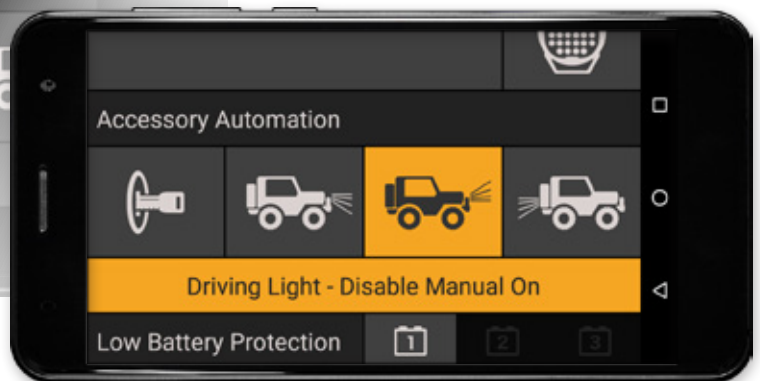 Accessory Automation
Driving Light - Disable Manual On
Low Battery Protection 1 2 3